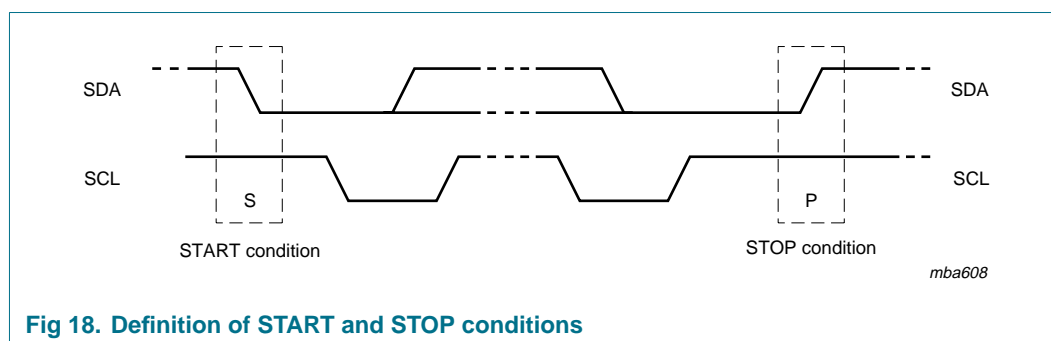 SDA SDA
SCL SCL
S P
START condition STOP condition
mba608
Fig 18. Definition of START and STOP conditions